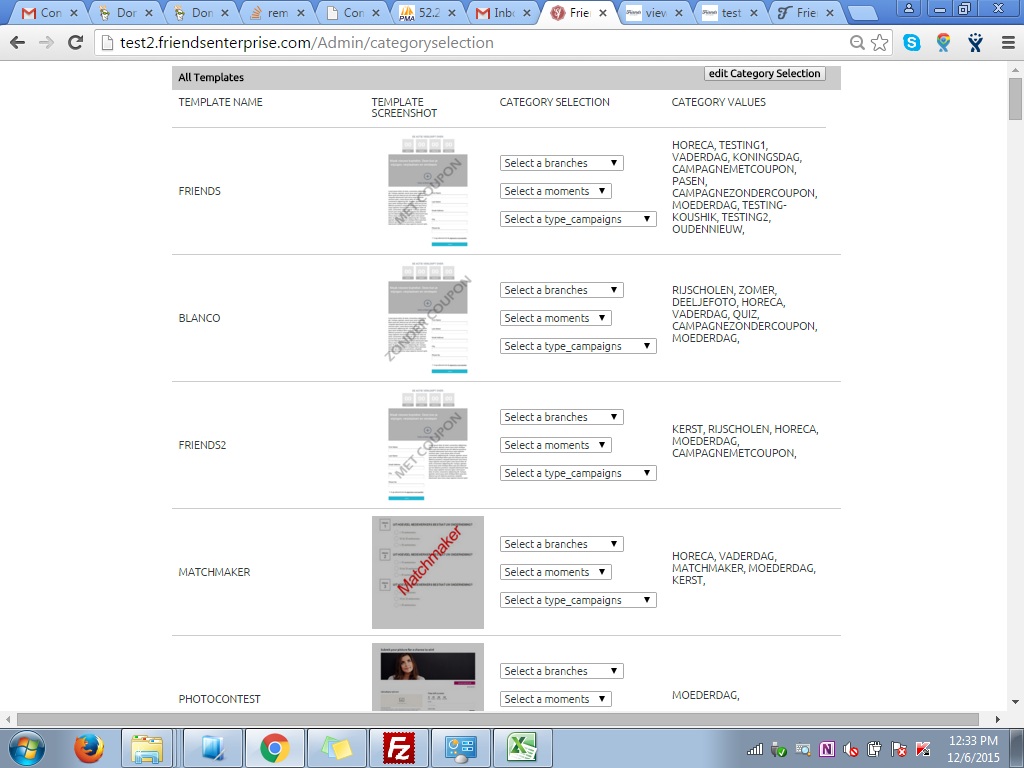 Con
Dor
Dor
rem
Con
52.2
Inbo
Frie
view
test
Frie
test2.friendsenterprise.com/Admin/categoryselection
All Templates
edit Category Selection
TEMPLATE NAME
TEMPLATE
SCREENSHOT
CATEGORY SELECTION
CATEGORY VALUES
FRIENDS
MET COUPON
Select a branches
Select a moments
Select a type_campaigns
HORECA, TESTING1,
VADERDAG, KONINGSDAG,
CAMPAGNEMETCOUPON,
PASEN,
CAMPAGNEZONDERCOUPON,
MOEDERDAG, TESTING-
KOUSHIK, TESTING2,
OUDENNIEUW,
BLANCO
ZONDER COUPON
Select a branches
Select a moments
Select a type_campaigns
RIJSCHOLEN, ZOMER,
DEELJEFOTO, HORECA,
VADERDAG, QUIZ,
CAMPAGNEZONDERCOUPON,
MOEDERDAG,
FRIENDS2
MET COUPON
Select a branches
Select a moments
Select a type_campaigns
KERST, RIJSCHOLEN, HORECA,
MOEDERDAG,
CAMPAGNEMETCOUPON,
MATCHMAKER
Matchmaker
Select a branches
Select a moments
Select a type_campaigns
HORECA, VADERDAG,
MATCHMAKER, MOEDERDAG,
KERST,
PHOTOCONTEST
Select a branches
Select a moments
MOEDERDAG,
12:33 PM
12/6/2015